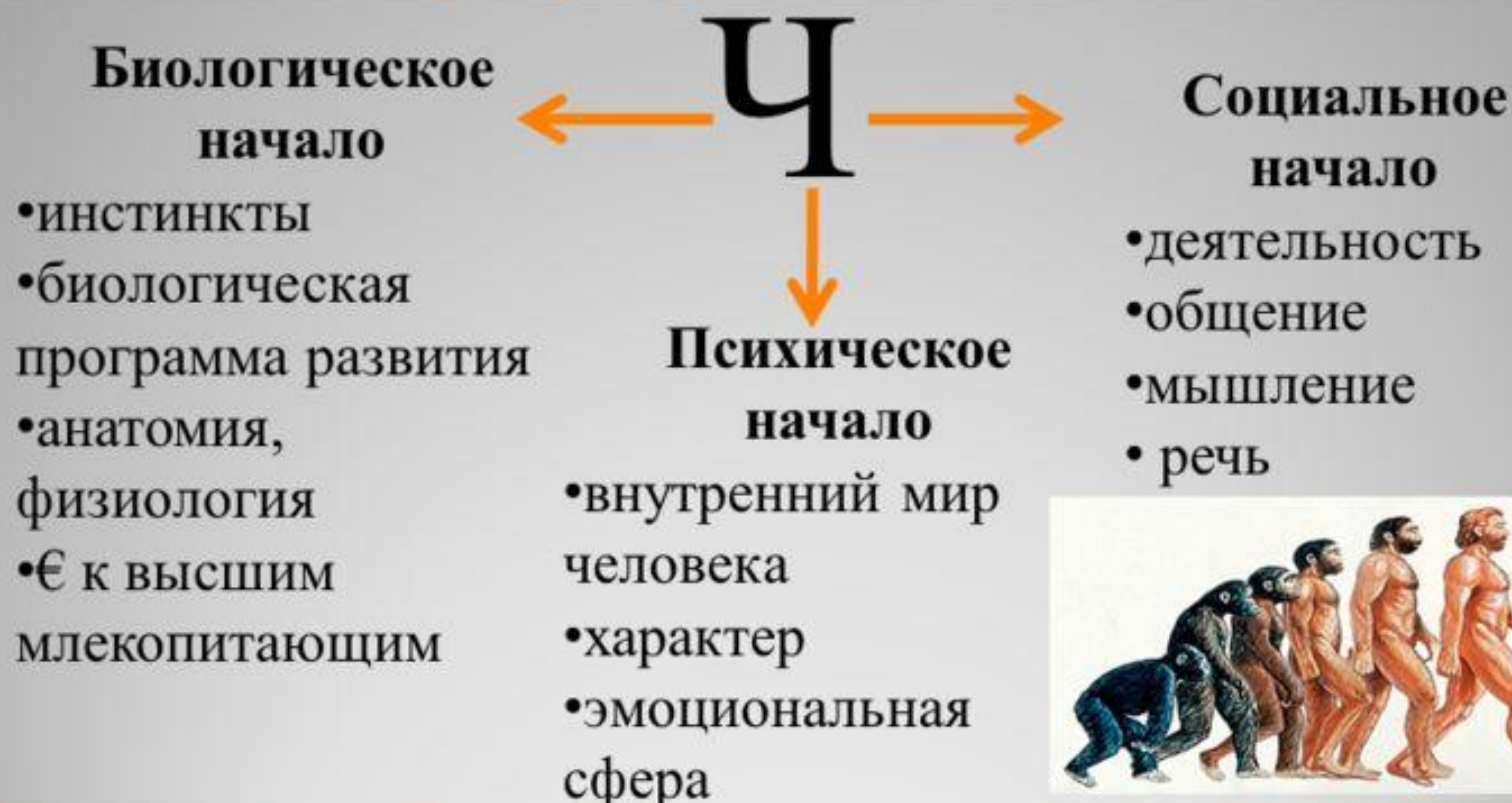 Ч
Биологическое
начало
•инстинкты
•биологическая
программа развития
•анатомия,
физиология
•€ к высшим
млекопитающим
Психическое
начало
•внутренний мир
человека
•характер
•эмоциональная
сфера
Социальное
начало
•деятельность
•общение
•мышление
• речь